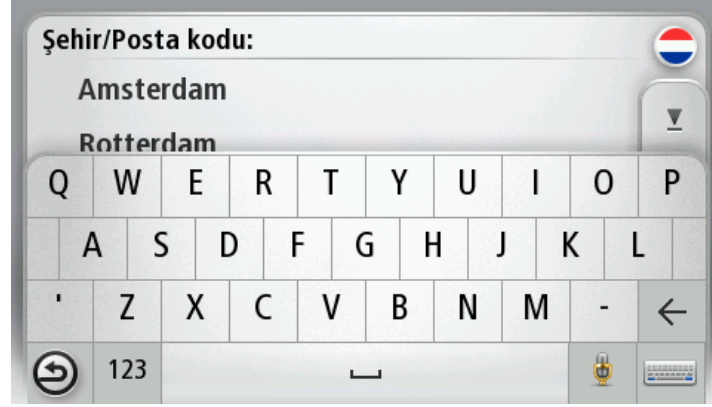 Şehir/Posta kodu:
Amsterdam
Rotterdam
Q W E R T Y U I O P
A S D F G H J K L
' Z X C V B N M -
123